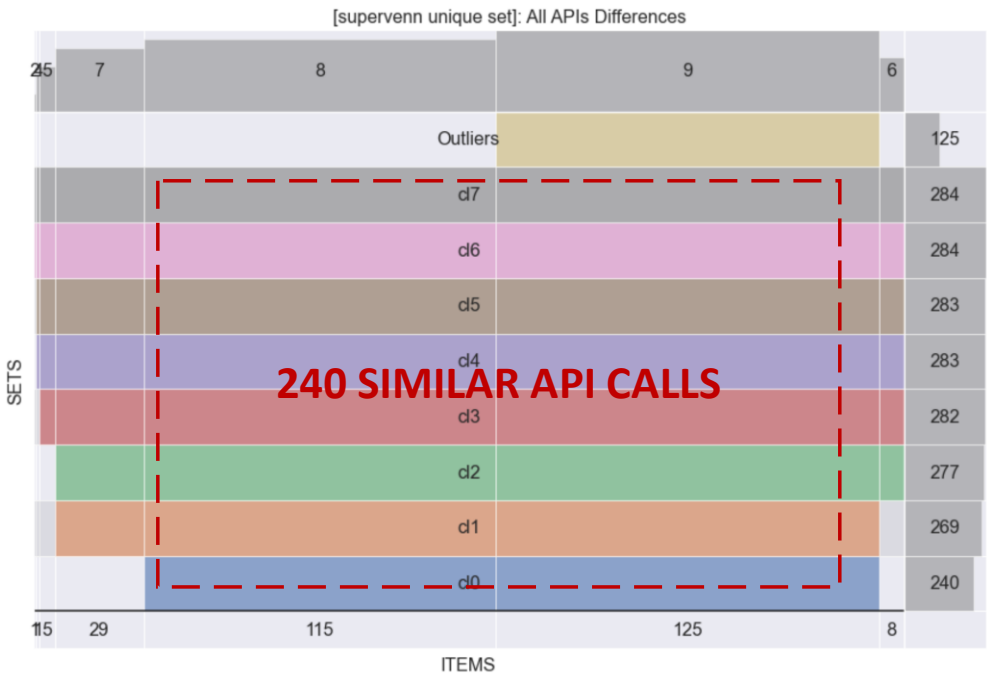 [supervenn unique set]: All APIs Differences
7 8 9 6
Outliers 125
cl7 284
cl6 284
cl5 283
SETS
cl4 283
240 SIMILAR API CALLS
cl3 282
cl2 277
cl1 269
cl0 240
29 115 125 8
ITEMS